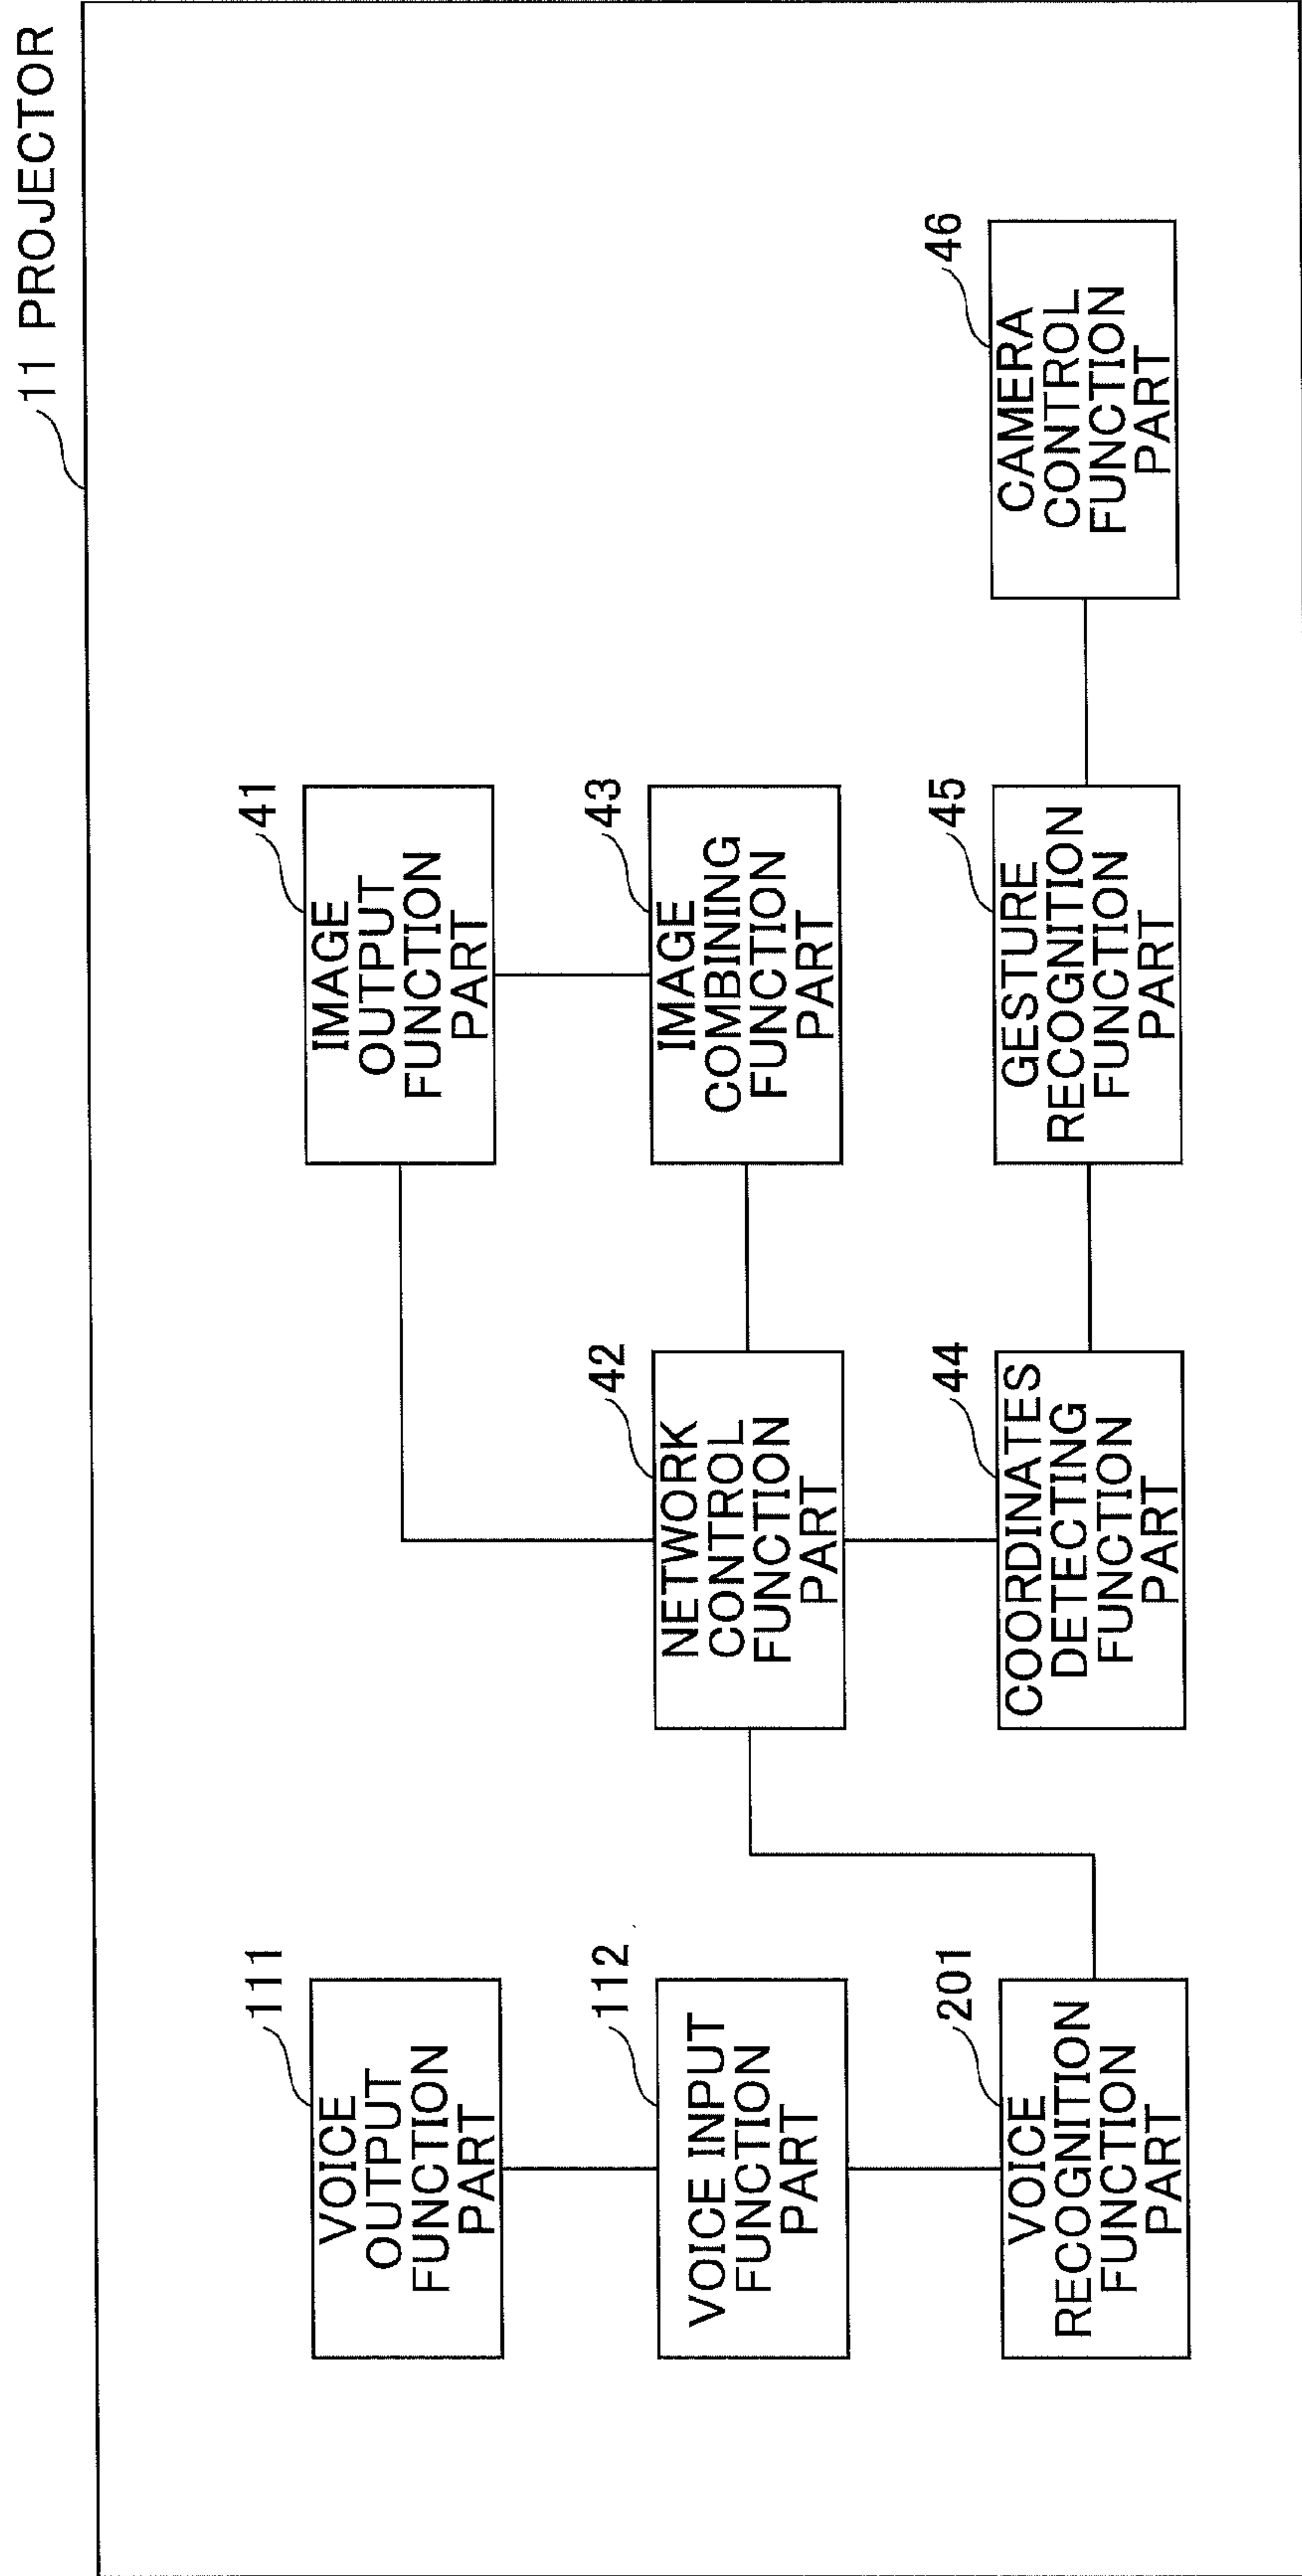 11 PROJECTOR
111
VOICE
OUTPUT
FUNCTION
PART
41
IMAGE
OUTPUT
FUNCTION
PART
112
VOICE INPUT
FUNCTION
PART
42
NETWORK
CONTROL
FUNCTION
PART
43
IMAGE
COMBINING
FUNCTION
PART
201
VOICE
RECOGNITION
FUNCTION
PART
44
COORDINATES
DETECTING
FUNCTION
PART
45
GESTURE
RECOGNITION
FUNCTION
PART
46
CAMERA
CONTROL
FUNCTION
PART